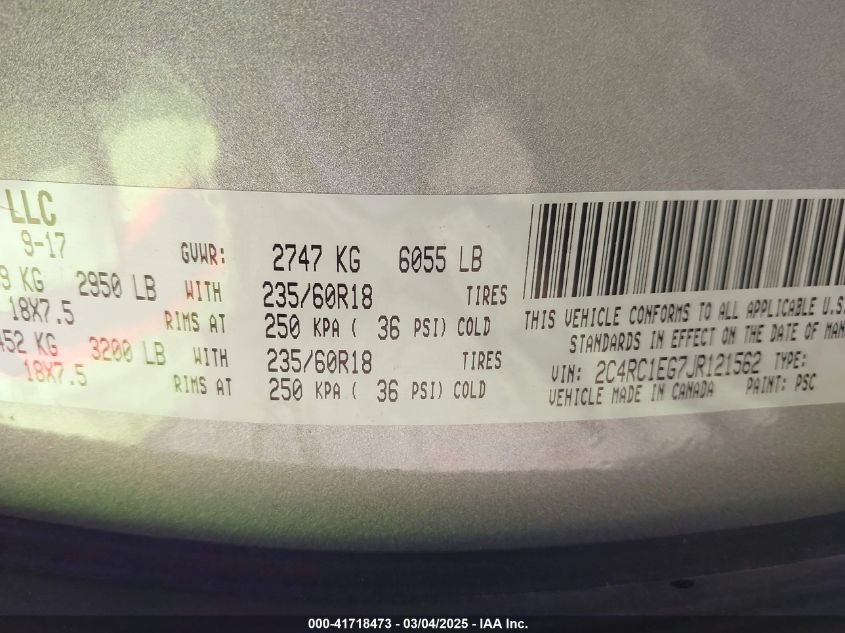 LLC
9-17
GVWR: 2747 KG 6055 LB
9 KG 2950 LB WITH 235/60R18 TIRES
18X7.5 RIMS AT 250 KPA ( 36 PSI) COLD
452 KG 3200 LB WITH 235/60R18 TIRES
18X7.5 RIMS AT 250 KPA ( 36 PSI) COLD
THIS VEHICLE CONFORMS TO ALL APPLICABLE U.S
STANDARDS IN EFFECT ON THE DATE OF MAN
VIN: 2C4RC1EG7JR121562 TYPE:
VEHICLE MADE IN CANADA PAINT: PSC
000-41718473 - 03/04/2025 - IAA Inc.